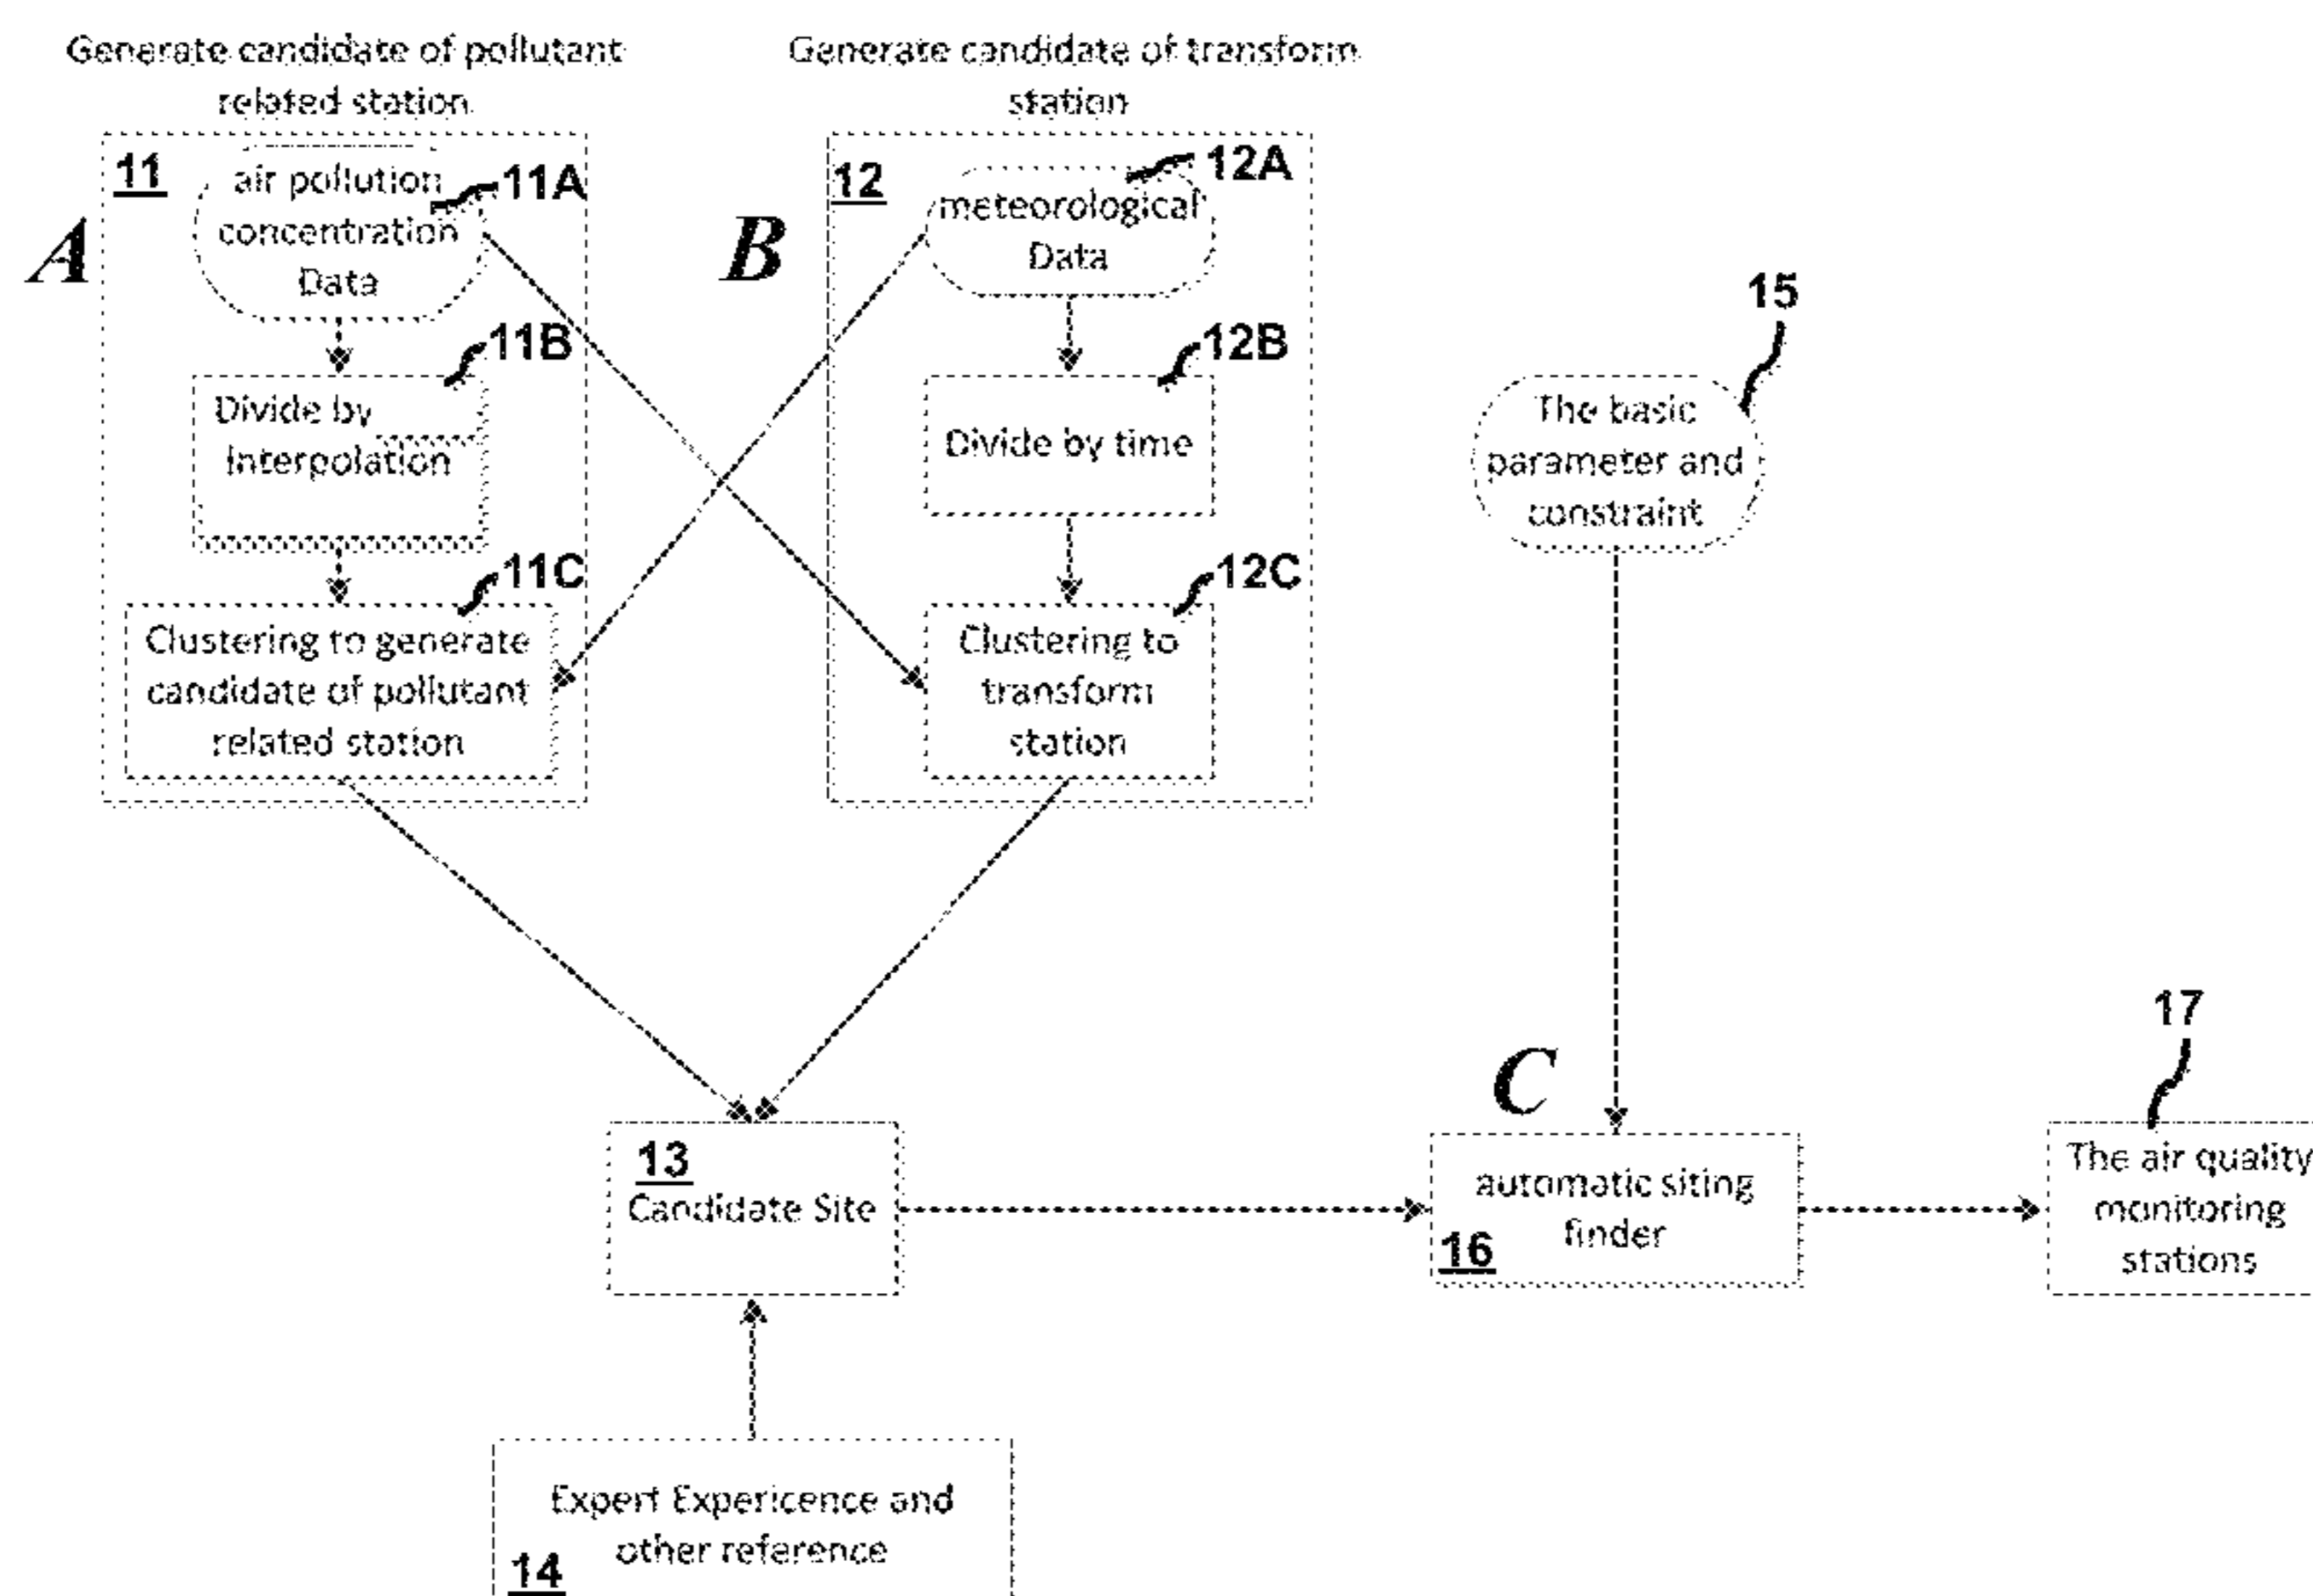 Generate candidate of pollutant
related station
Generate candidate of transform
station
A
11
air pollution
concentration
Data
11A
11B
Divide by
Interpolation
11C
Clustering to generate
candidate of pollutant
related station
B
12
12A
meteorological
Data
12B
Divide by time
12C
Clustering to
transform
station
15
The basic
parameter and
constraint
13
Candidate Site
C
automatic siting
finder
16
17
The air quality
monitoring
stations
Expert Expericence and
other reference
14